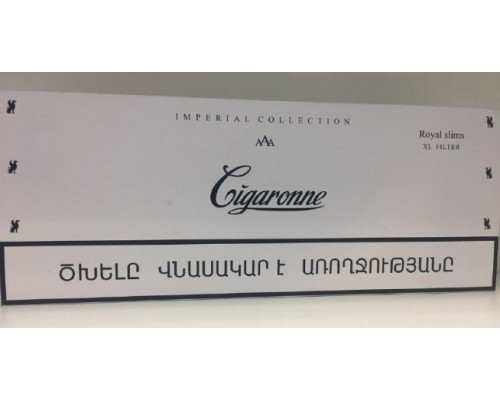 IMPERIAL COLLECTION
AAA
Royal slims
XL FILTER
Cigaronne
ԾԽԵԼԸ ՎՆԱՍԱԿԱՐ Է ԱՌՈՂՋՈՒԹՅԱՆԸ